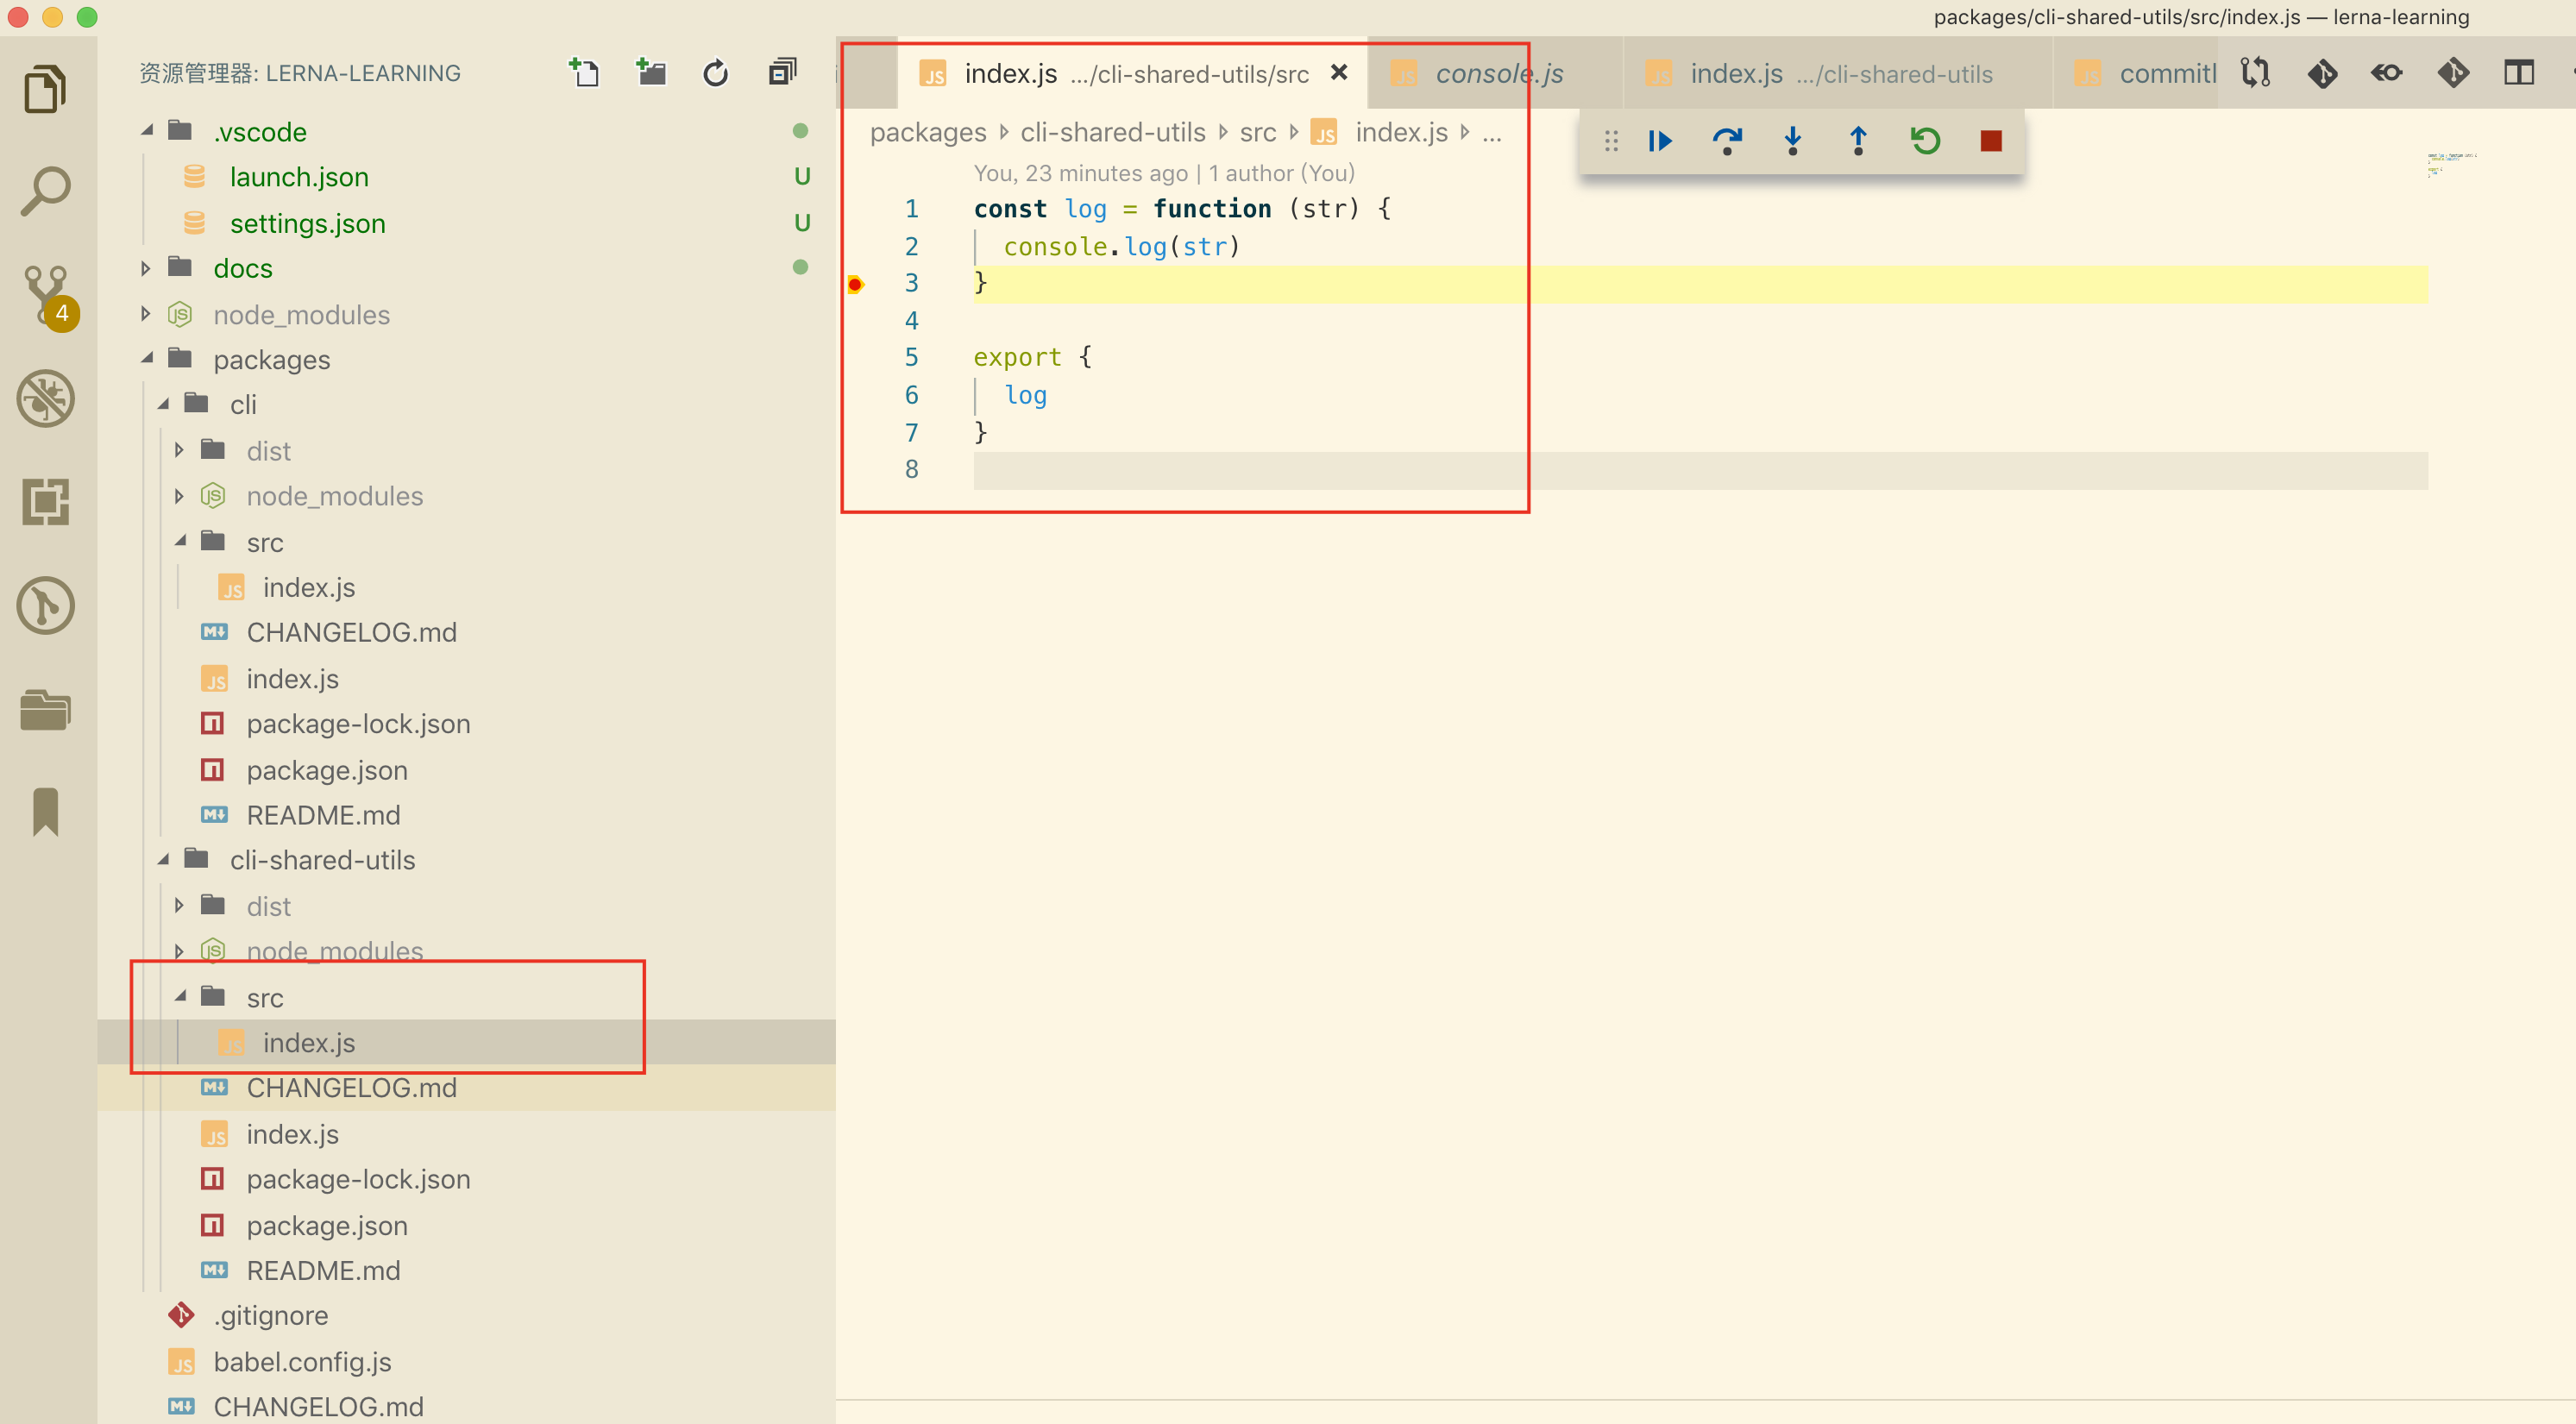 packages/cli-shared-utils/src/index.js — lerna-learning
资源管理器: LERNA-LEARNING
.vscode
launch.json U
settings.json U
docs
node_modules
packages
cli
dist
node_modules
src
index.js
CHANGELOG.md
index.js
package-lock.json
package.json
README.md
cli-shared-utils
dist
node_modules
src
index.js
CHANGELOG.md
index.js
package-lock.json
package.json
README.md
.gitignore
babel.config.js
CHANGELOG.md
4
index.js .../cli-shared-utils/src
console.js
index.js .../cli-shared-utils
commitl
packages cli-shared-utils src index.js ...
You, 23 minutes ago | 1 author (You)
1 const log = function (str) {
2 console.log(str)
3 }
4
5 export {
6 log
7 }
8